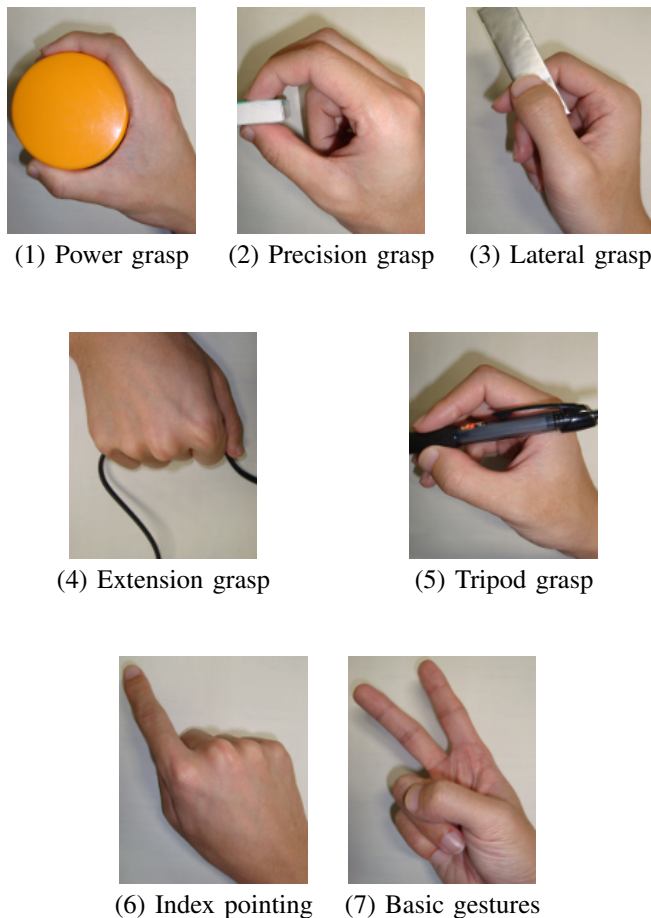 (1) Power grasp (2) Precision grasp (3) Lateral grasp
(4) Extension grasp (5) Tripod grasp
(6) Index pointing (7) Basic gestures